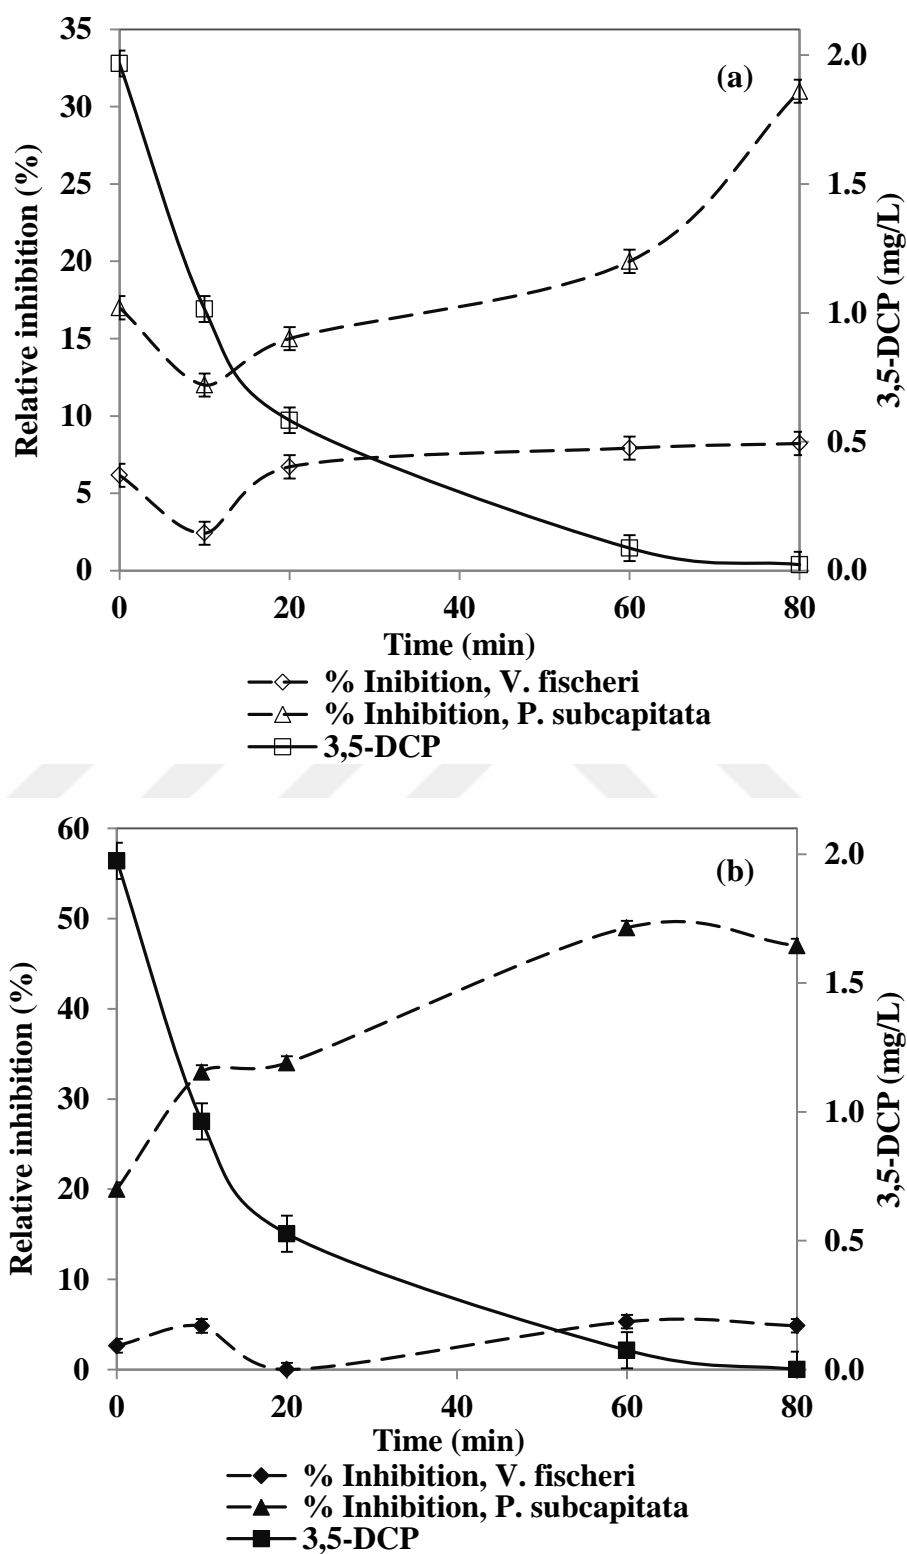 35
30
25
20
15
10
5
0
Relative inhibition (%)
(a)
2.0
1.5
1.0
0.5
0.0
3,5-DCP (mg/L)
0 20 40 60 80
Time (min)
% Inibition, V. fischeri
% Inhibition, P. subcapitata
3,5-DCP
60
50
40
30
20
10
0
Relative inhibition (%)
(b)
2.0
1.5
1.0
0.5
0.0
3,5-DCP (mg/L)
0 20 40 60 80
Time (min)
% Inhibition, V. fischeri
% Inhibition, P. subcapitata
3,5-DCP